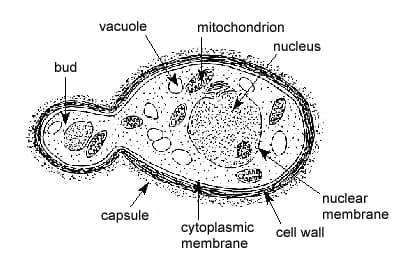 vacuole
mitochondrion
nucleus
bud
nuclear
membrane
capsule
cytoplasmic
membrane
cell wall